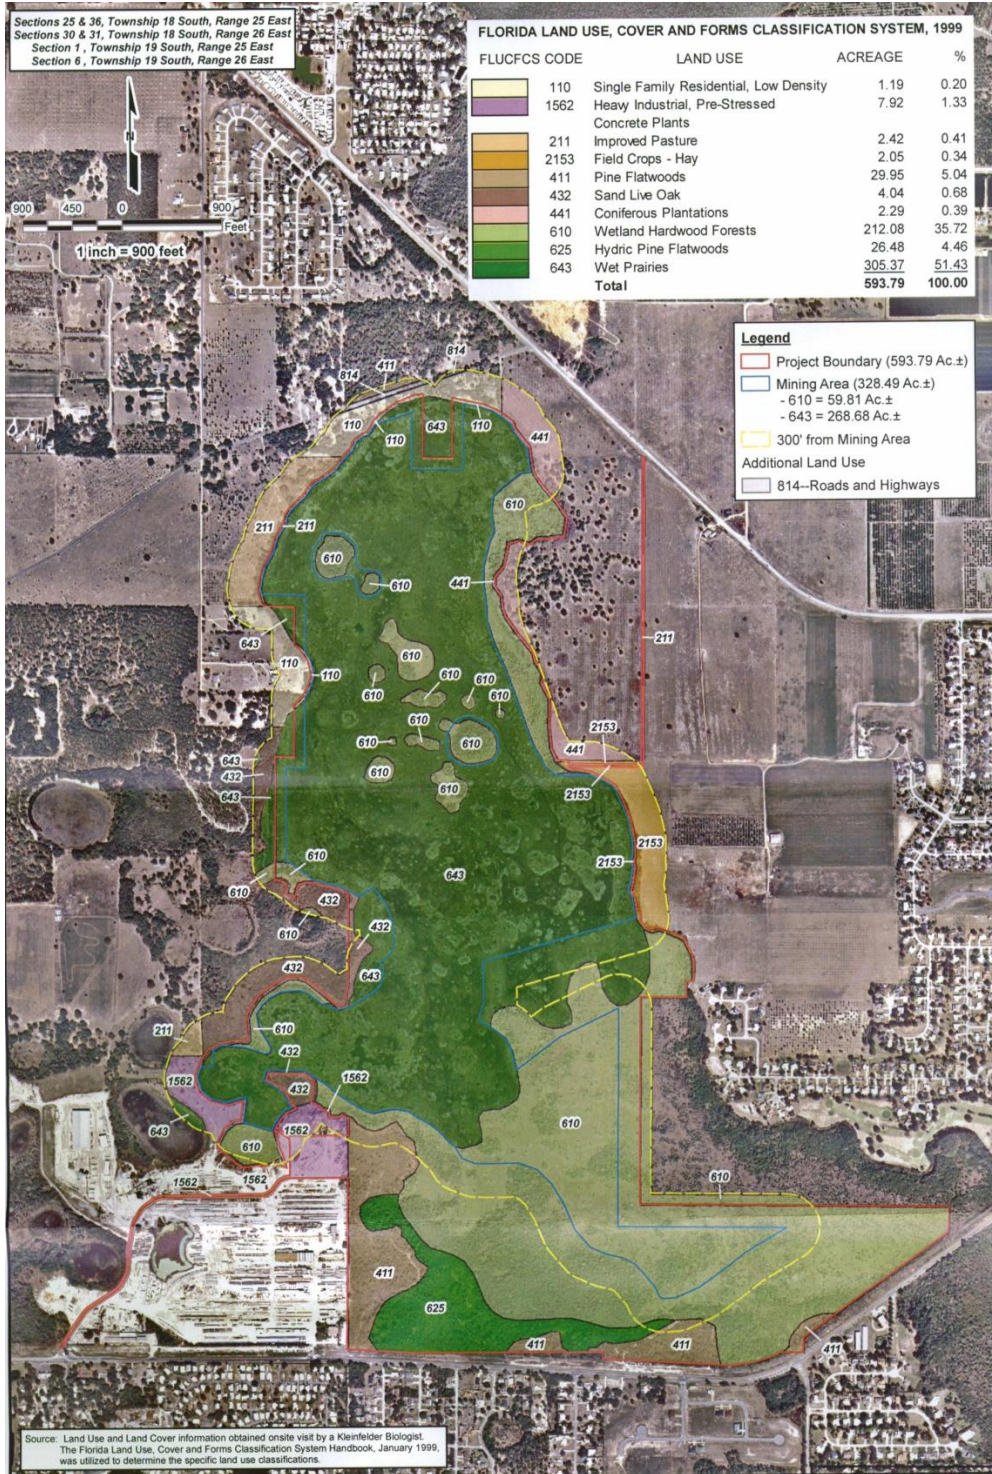 Sections 25 & 36, Township 18 South, Range 25 East
Sections 30 & 31, Township 18 South, Range 26 East
Section 1 , Township 19 South, Range 25 East
Section 6 , Township 19 South, Range 26 East
N
900 450 0 900
Feet
1 inch = 900 feet
FLORIDA LAND USE, COVER AND FORMS CLASSIFICATION SYSTEM, 1999
FLUCFCS CODE LAND USE ACREAGE %
110 Single Family Residential, Low Density 1.19 0.20
1562 Heavy Industrial, Pre-Stressed 7.92 1.33
Concrete Plants
211 Improved Pasture 2.42 0.41
2153 Field Crops - Hay 2.05 0.34
411 Pine Flatwoods 29.95 5.04
432 Sand Live Oak 4.04 0.68
441 Coniferous Plantations 2.29 0.39
610 Wetland Hardwood Forests 212.08 35.72
625 Hydric Pine Flatwoods 26.48 4.46
643 Wet Prairies 305.37 51.43
Total 593.79 100.00
Legend
Project Boundary (593.79 Ac.±)
Mining Area (328.49 Ac.±)
- 610 = 59.81 Ac.±
- 643 = 268.68 Ac.±
300' from Mining Area
Additional Land Use
814--Roads and Highways
814
411
814
110
643
110
110
441
610
211
211
610
610
441
643
211
110
610
110
610
610
610
610
610
610
610
2153
643
441
432
610
610
2153
643
2153
643
2153
610
610
432
610
432
432
643
211
610
432
1562
432
1562
643
1562
610
610
1562
1562
610
411
625
411
411
411
Source: Land Use and Land Cover information obtained onsite visit by a Kleinfelder Biologist.
The Florida Land Use, Cover and Forms Classification System Handbook, January 1999,
was utilized to determine the specific land use classifications.